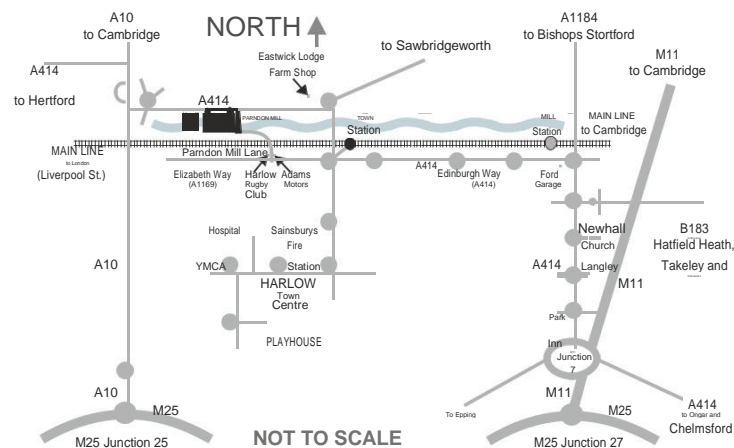 A10
to Cambridge
NORTH
A1184
to Bishops Stortford
Eastwick Lodge
Farm Shop
to Sawbridgeworth
M11
to Cambridge
A414
to Hertford
A414
PARNDON MILL
TOWN
Station
MILL
Station
MAIN LINE
to Cambridge
MAIN LINE
to London
(Liverpool St.)
Parndon Mill Lane
Elizabeth Way
(A1169)
Harlow
Rugby
Club
Adams
Motors
A414
Edinburgh Way
(A414)
Ford
Garage
Hospital
Sainsburys
Fire
Station
YMCA
HARLOW
Town
Centre
PLAYHOUSE
Newhall
Church
Langley
A414
Park
Inn
B183
Hatfield Heath,
Takeley and
A10
M11
Junction
7
A10
M25
M25 Junction 25
NOT TO SCALE
To Epping
M11
M25
M25 Junction 27
A414
to Ongar and
Chelmsford